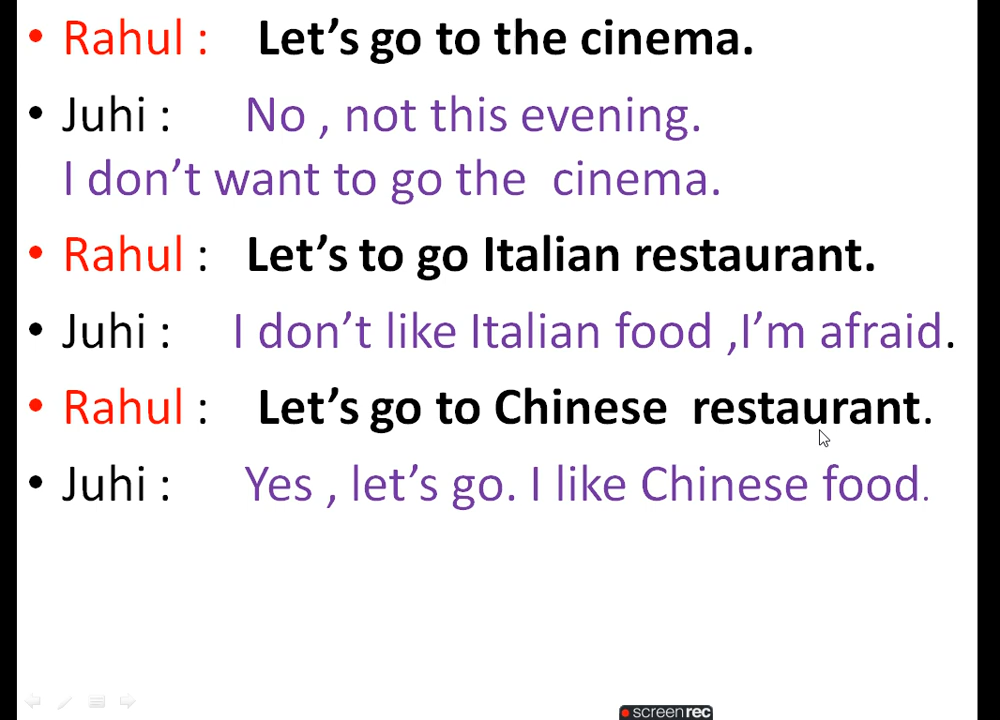 • Rahul : Let's go to the cinema.
• Juhi : No , not this evening.
I don't want to go the cinema.
• Rahul : Let's to go Italian restaurant.
• Juhi : I don't like Italian food ,I'm afraid.
• Rahul : Let's go to Chinese restaurant.
• Juhi : Yes , let's go. I like Chinese food.
screenrec